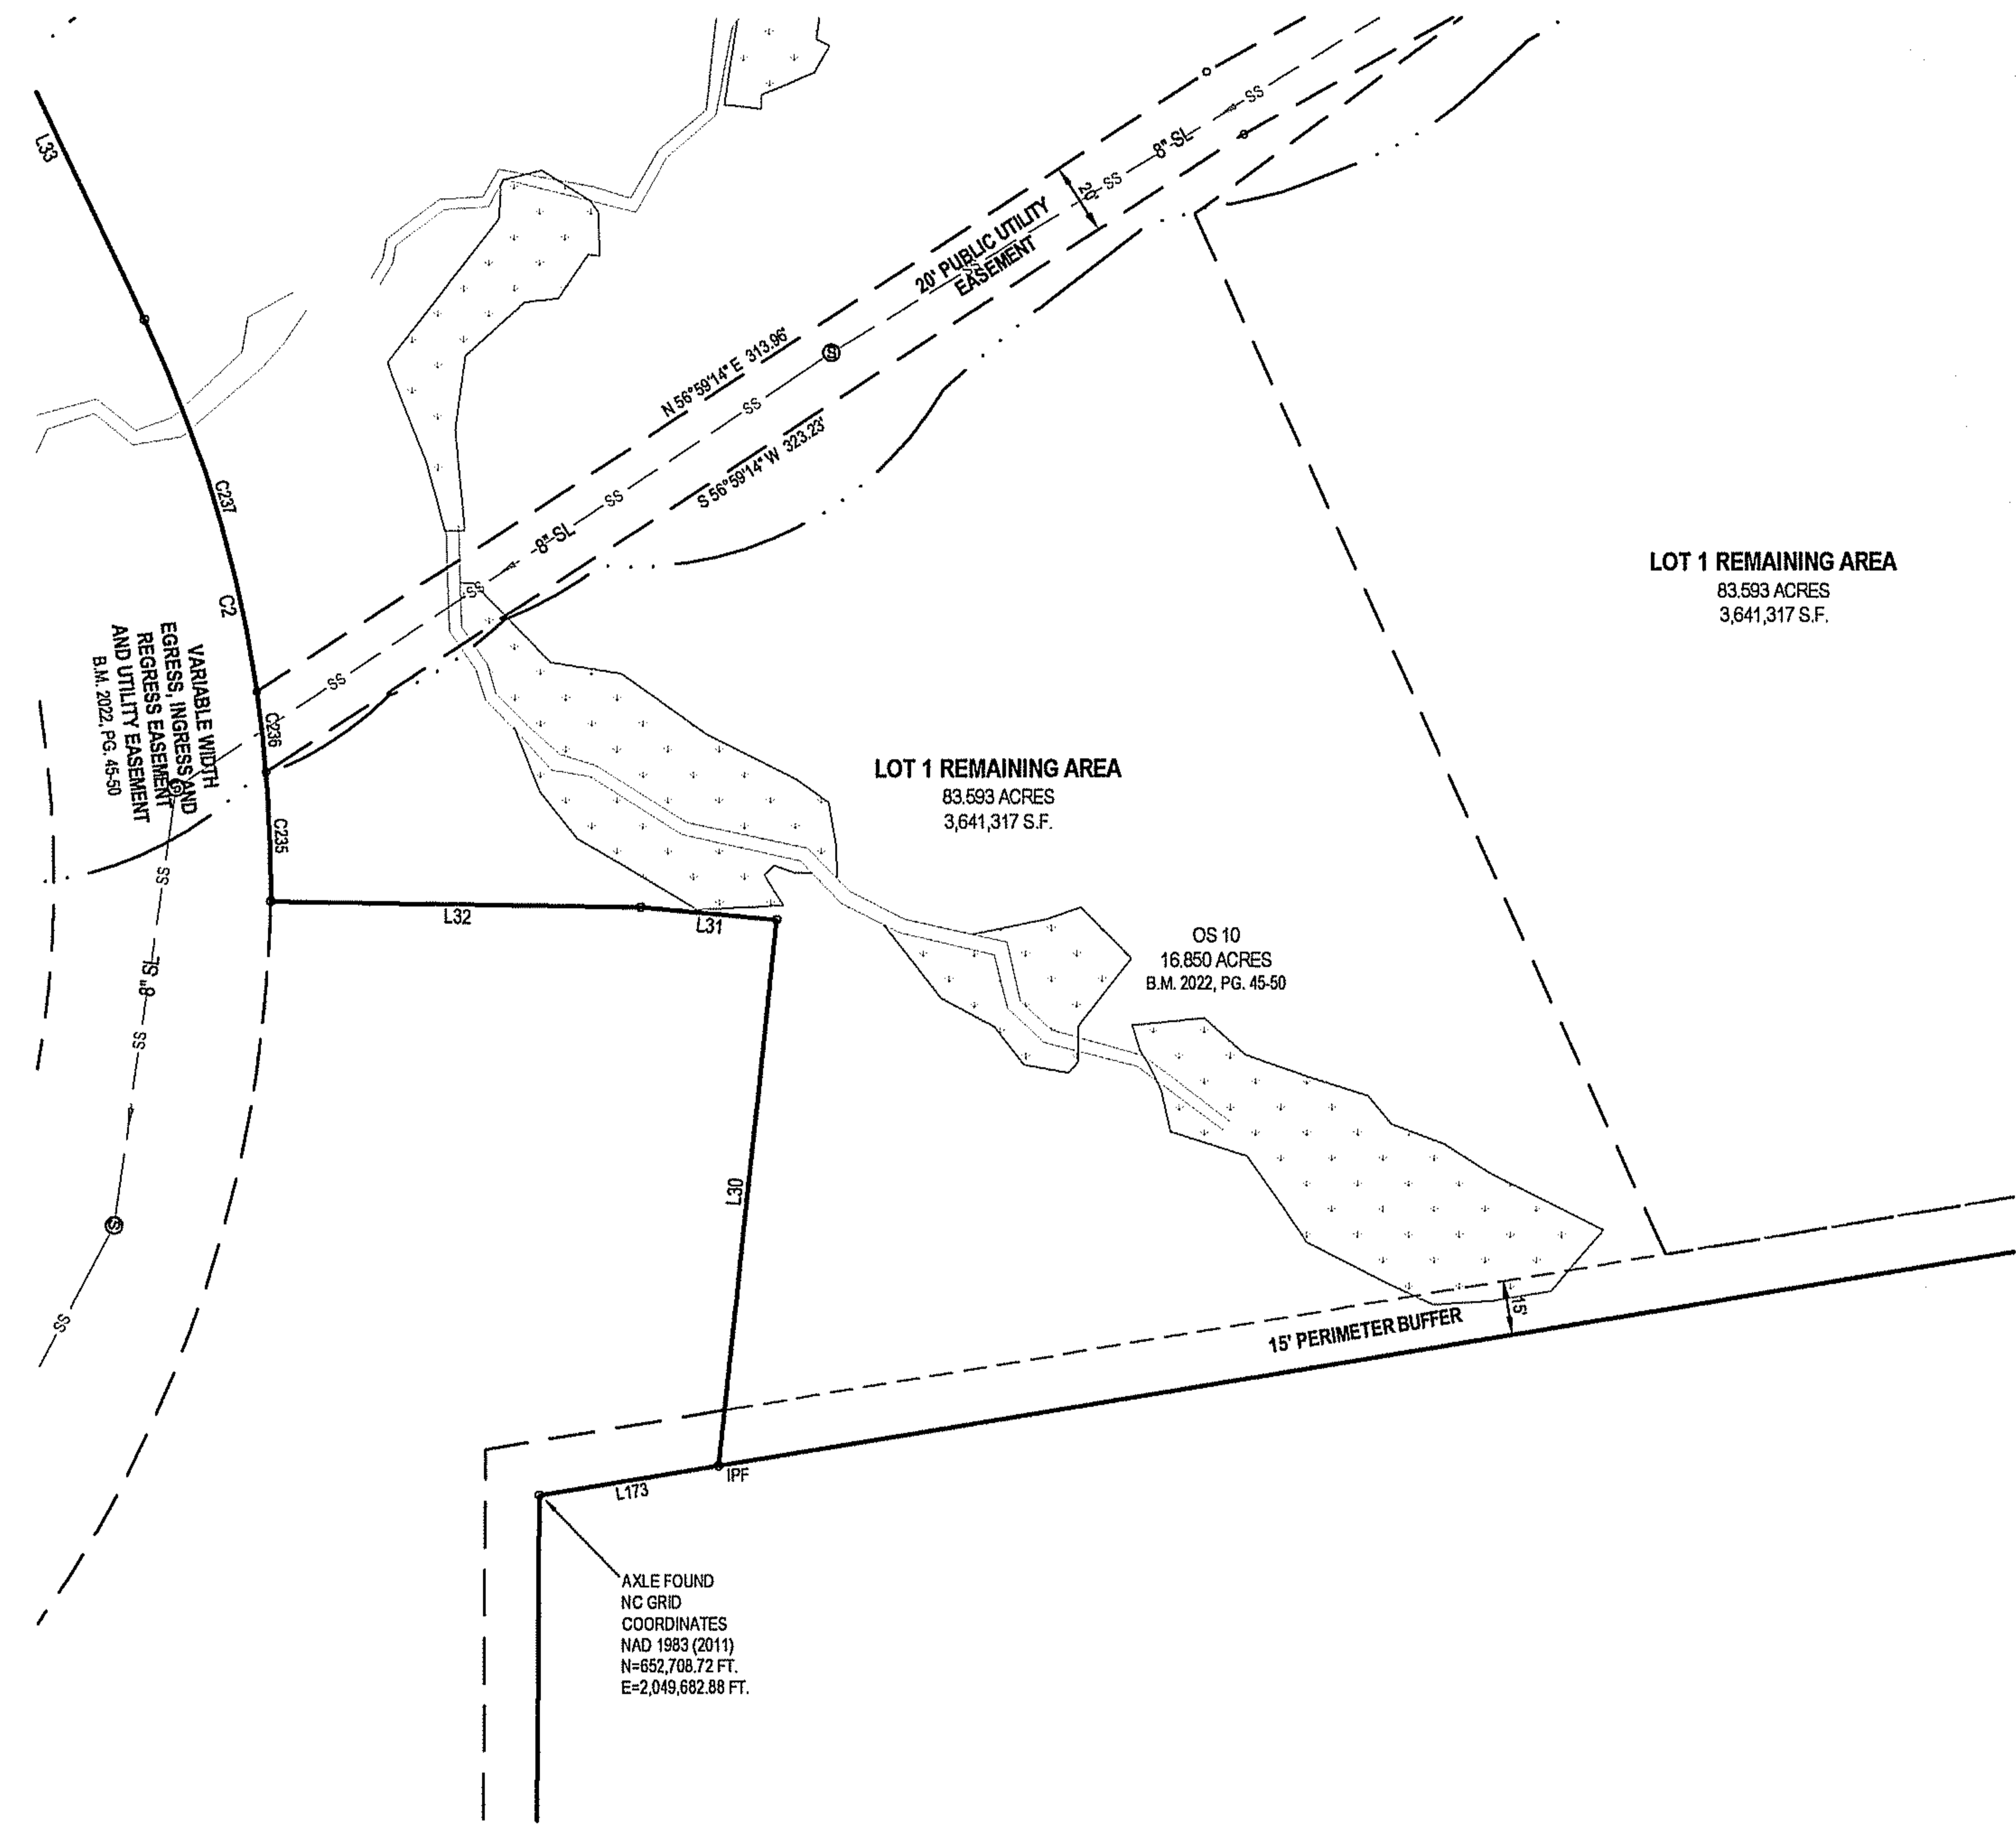 L33
SS
8" SL
20'
SS
20' PUBLIC UTILITY
EASEMENT
SS
N 56°59'14" E 313.96'
S
SS
S 56°59'14" W 323.23'
C237
SS
8" SL
SS
C2
VARIABLE WIDTH
EGRESS, INGRESS AND
REGRESS EASEMENT
AND UTILITY EASEMENT
B.M. 2022, PG. 45-50
SS
C236
S
C235
SS
LOT 1 REMAINING AREA
83.593 ACRES
3,641,317 S.F.
LOT 1 REMAINING AREA
83.593 ACRES
3,641,317 S.F.
L32
L31
OS 10
16.850 ACRES
B.M. 2022, PG. 45-50
8" SL
SS
L30
S
SS
15'
15' PERIMETER BUFFER
IPF
L173
AXLE FOUND
NC GRID
COORDINATES
NAD 1983 (2011)
N=652,708.72 FT.
E=2,049,682.88 FT.